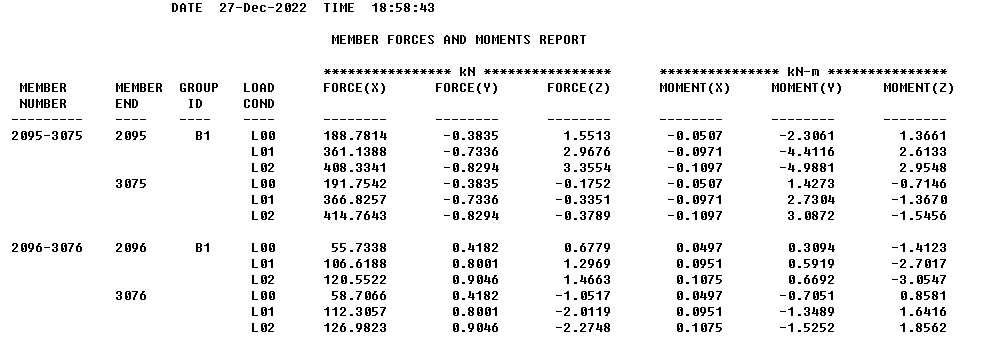 DATE  27-Dec-2022  TIME  18:58:43
MEMBER FORCES AND MOMENTS REPORT
**************** kN **************** *************** kN-m ***************
MEMBER MEMBER GROUP LOAD FORCE(X) FORCE(Y) FORCE(Z) MOMENT(X) MOMENT(Y) MOMENT(Z)
NUMBER END ID COND
--------- ---- ---- ---- -------- -------- -------- -------- -------- --------
2095-3075 2095 B1 L00 188.7814 -0.3835 1.5513 -0.0507 -2.3061 1.3661
L01 361.1388 -0.7336 2.9676 -0.0971 -4.4116 2.6133
L02 408.3341 -0.8294 3.3554 -0.1097 -4.9881 2.9548
3075 L00 191.7542 -0.3835 -0.1752 -0.0507 1.4273 -0.7146
L01 366.8257 -0.7336 -0.3351 -0.0971 2.7304 -1.3670
L02 414.7643 -0.8294 -0.3789 -0.1097 3.0872 -1.5456
2096-3076 2096 B1 L00 55.7338 0.4182 0.6779 0.0497 0.3094 -1.4123
L01 106.6188 0.8001 1.2969 0.0951 0.5919 -2.7017
L02 120.5522 0.9046 1.4663 0.1075 0.6692 -3.0547
3076 L00 58.7066 0.4182 -1.0517 0.0497 -0.7051 0.8581
L01 112.3057 0.8001 -2.0119 0.0951 -1.3489 1.6416
L02 126.9823 0.9046 -2.2748 0.1075 -1.5252 1.8562